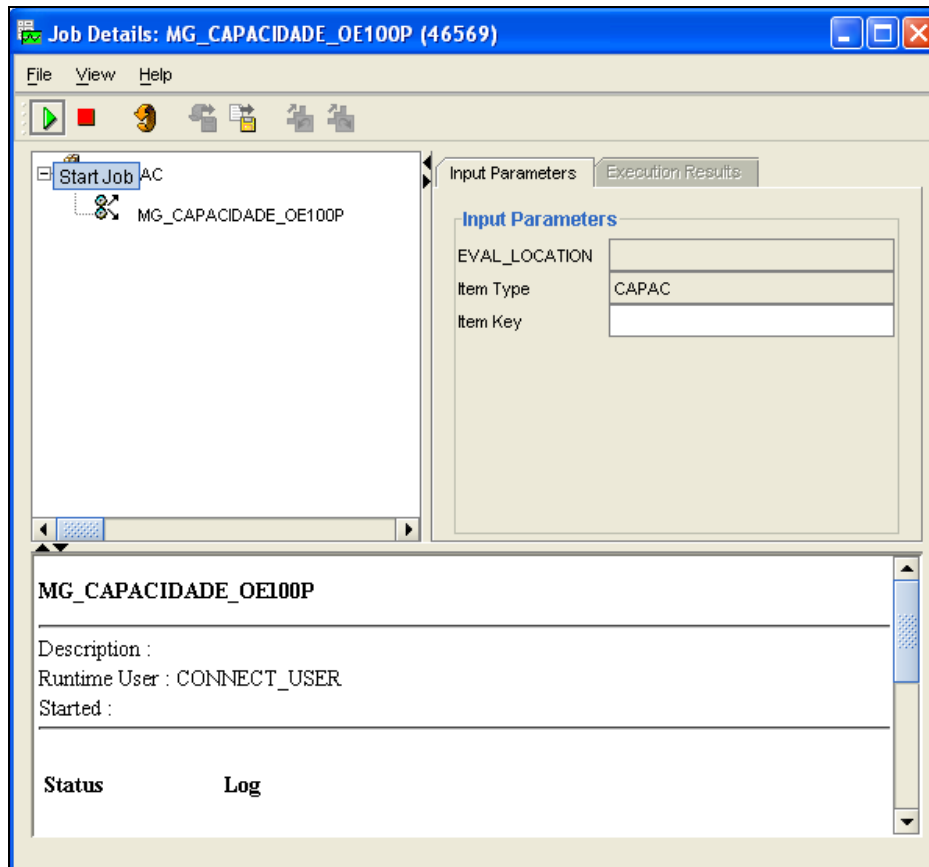 Job Details: MG_CAPACIDADE_OE100P (46569)
File View Help
Start Job AC
MG_CAPACIDADE_OE100P
Input Parameters Execution Results
Input Parameters
EVAL_LOCATION
Item Type CAPAC
Item Key
MG_CAPACIDADE_OE100P
Description :
Runtime User : CONNECT_USER
Started :
Status Log